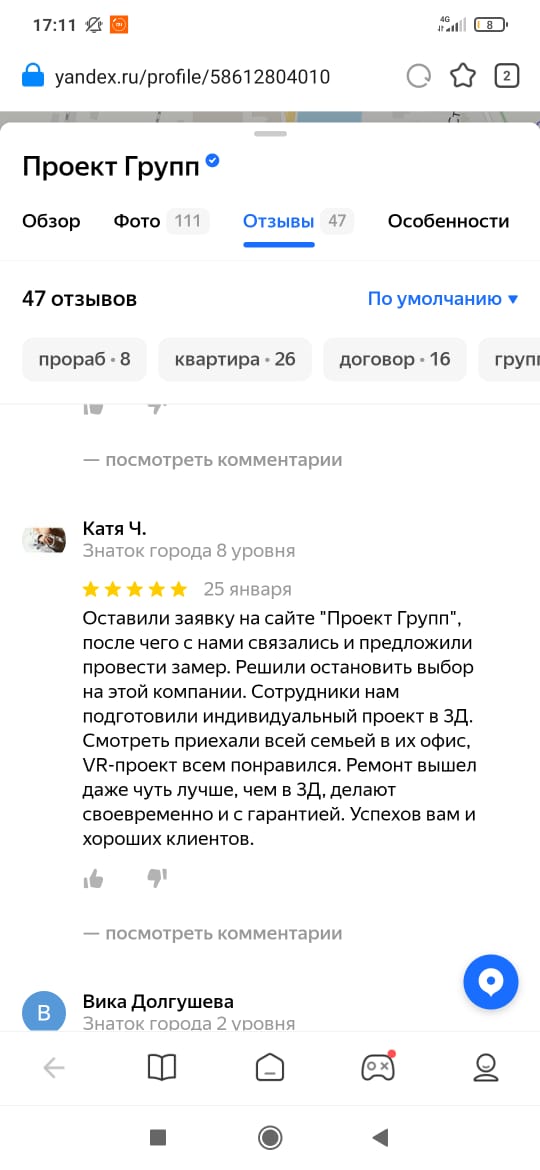 17:11
4G
8
yandex.ru/profile/58612804010
2
Проект Групп
Обзор
Фото 111
Отзывы 47
Особенности
47 отзывов
По умолчанию
прораб • 8
квартира • 26
договор • 16
групп
— посмотреть комментарии
Катя Ч.
Знаток города 8 уровня
25 января
Оставили заявку на сайте "Проект Групп",
после чего с нами связались и предложили
провести замер. Решили остановить выбор
на этой компании. Сотрудники нам
подготовили индивидуальный проект в 3Д.
Смотреть приехали всей семьей в их офис,
VR-проект всем понравился. Ремонт вышел
даже чуть лучше, чем в 3Д, делают
своевременно и с гарантией. Успехов вам и
хороших клиентов.
— посмотреть комментарии
В
Вика Долгушева
Знаток города 2 уровня